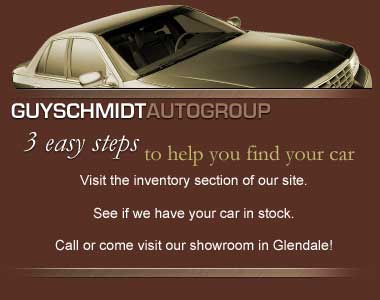 GUYSCHMIDTAUTOGROUP
3 easy steps to help you find your car
Visit the inventory section of our site.
See if we have your car in stock.
Call or come visit our showroom in Glendale!